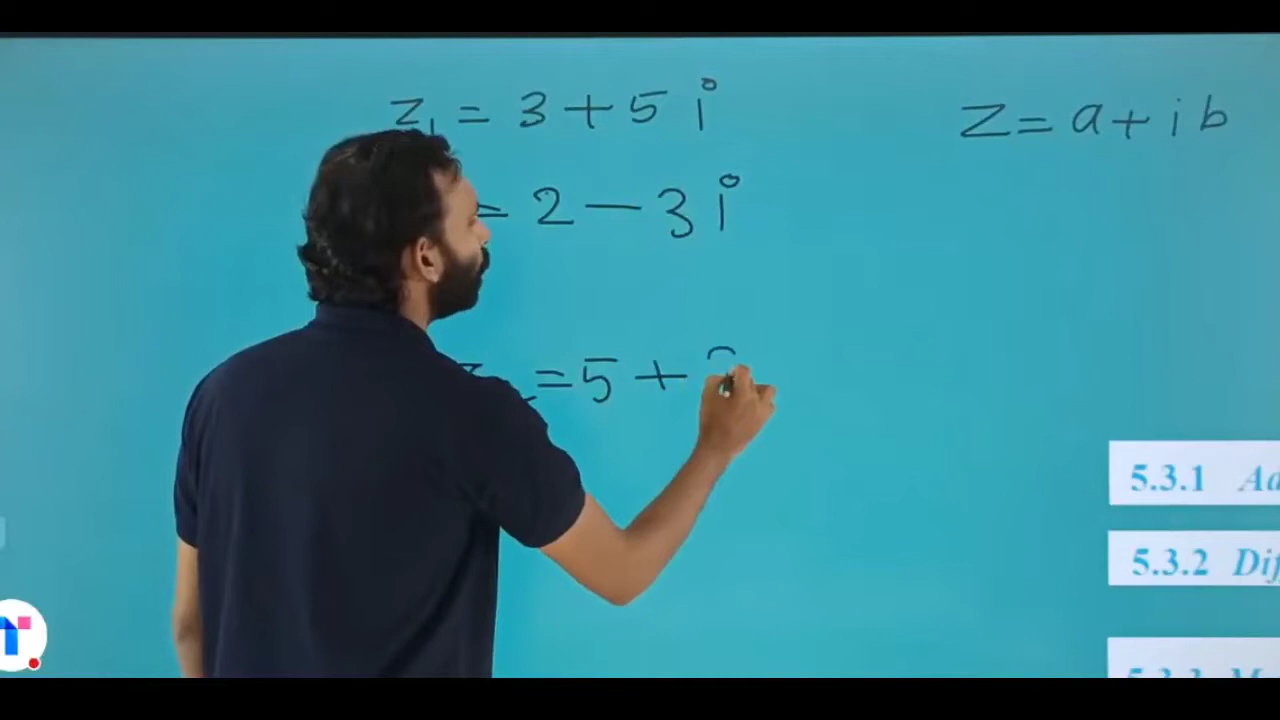 z₁ = 3 + 5 i
z = a + i b
= 2 − 3 i
= 5 +
5.3.1
5.3.2